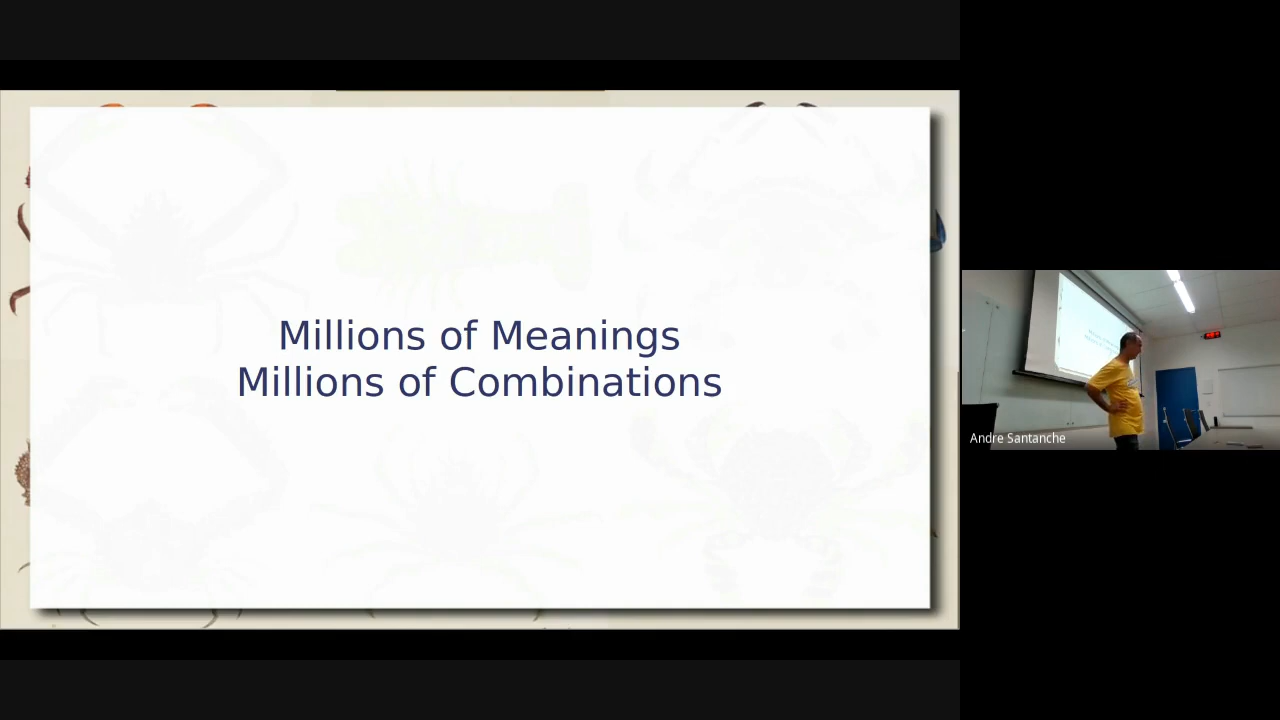 Millions of Meanings
Millions of Combinations
Andre Santanche